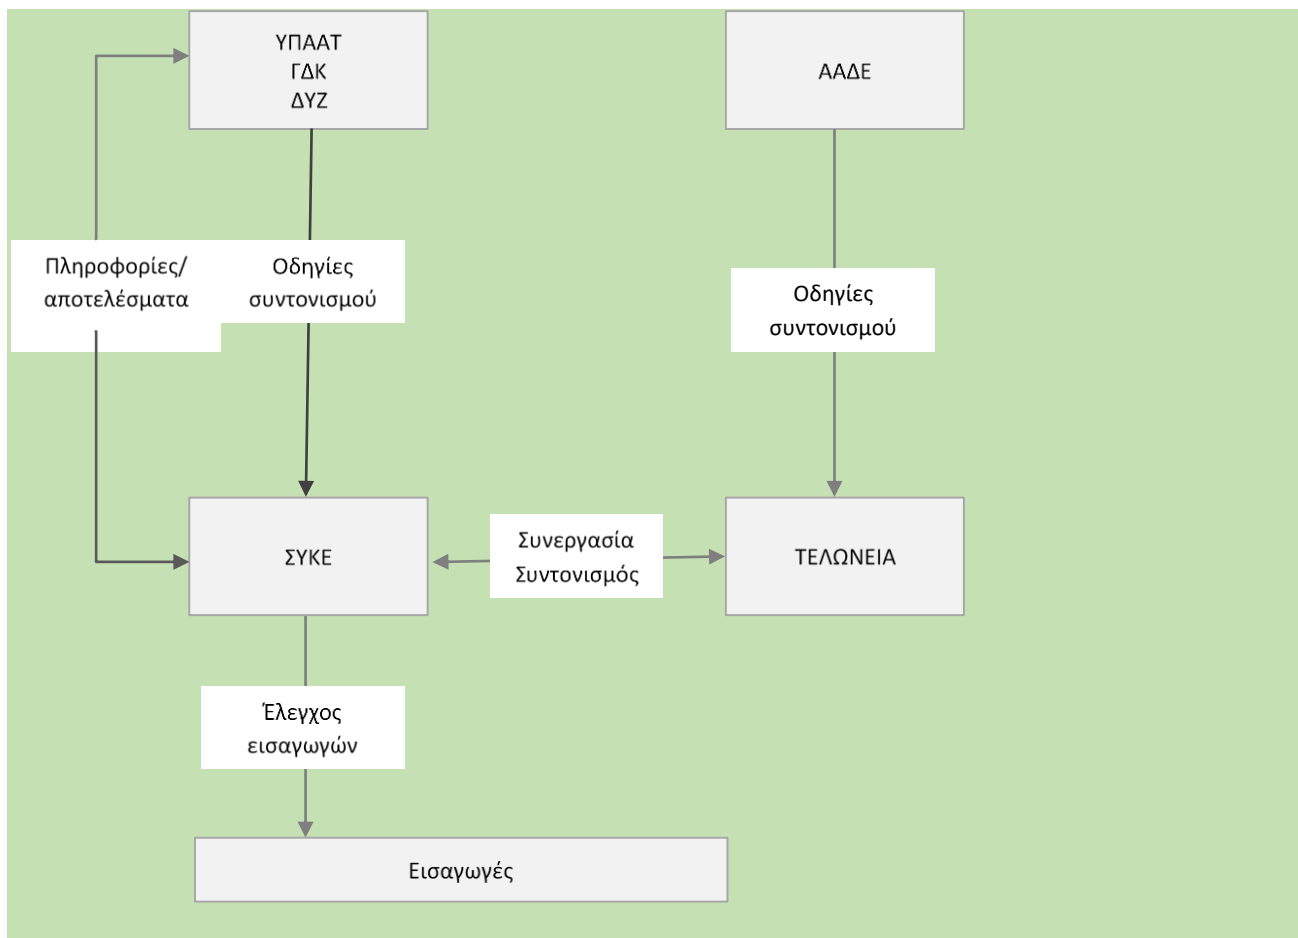 ΥΠΑΑΤ
ΓΔΚ
ΔΥΖ
ΑΑΔΕ
Πληροφορίες/
αποτελέσματα
Οδηγίες
συντονισμού
Οδηγίες
συντονισμού
ΣΥΚΕ
Συνεργασία
Συντονισμός
ΤΕΛΩΝΕΙΑ
Έλεγχος
εισαγωγών
Εισαγωγές